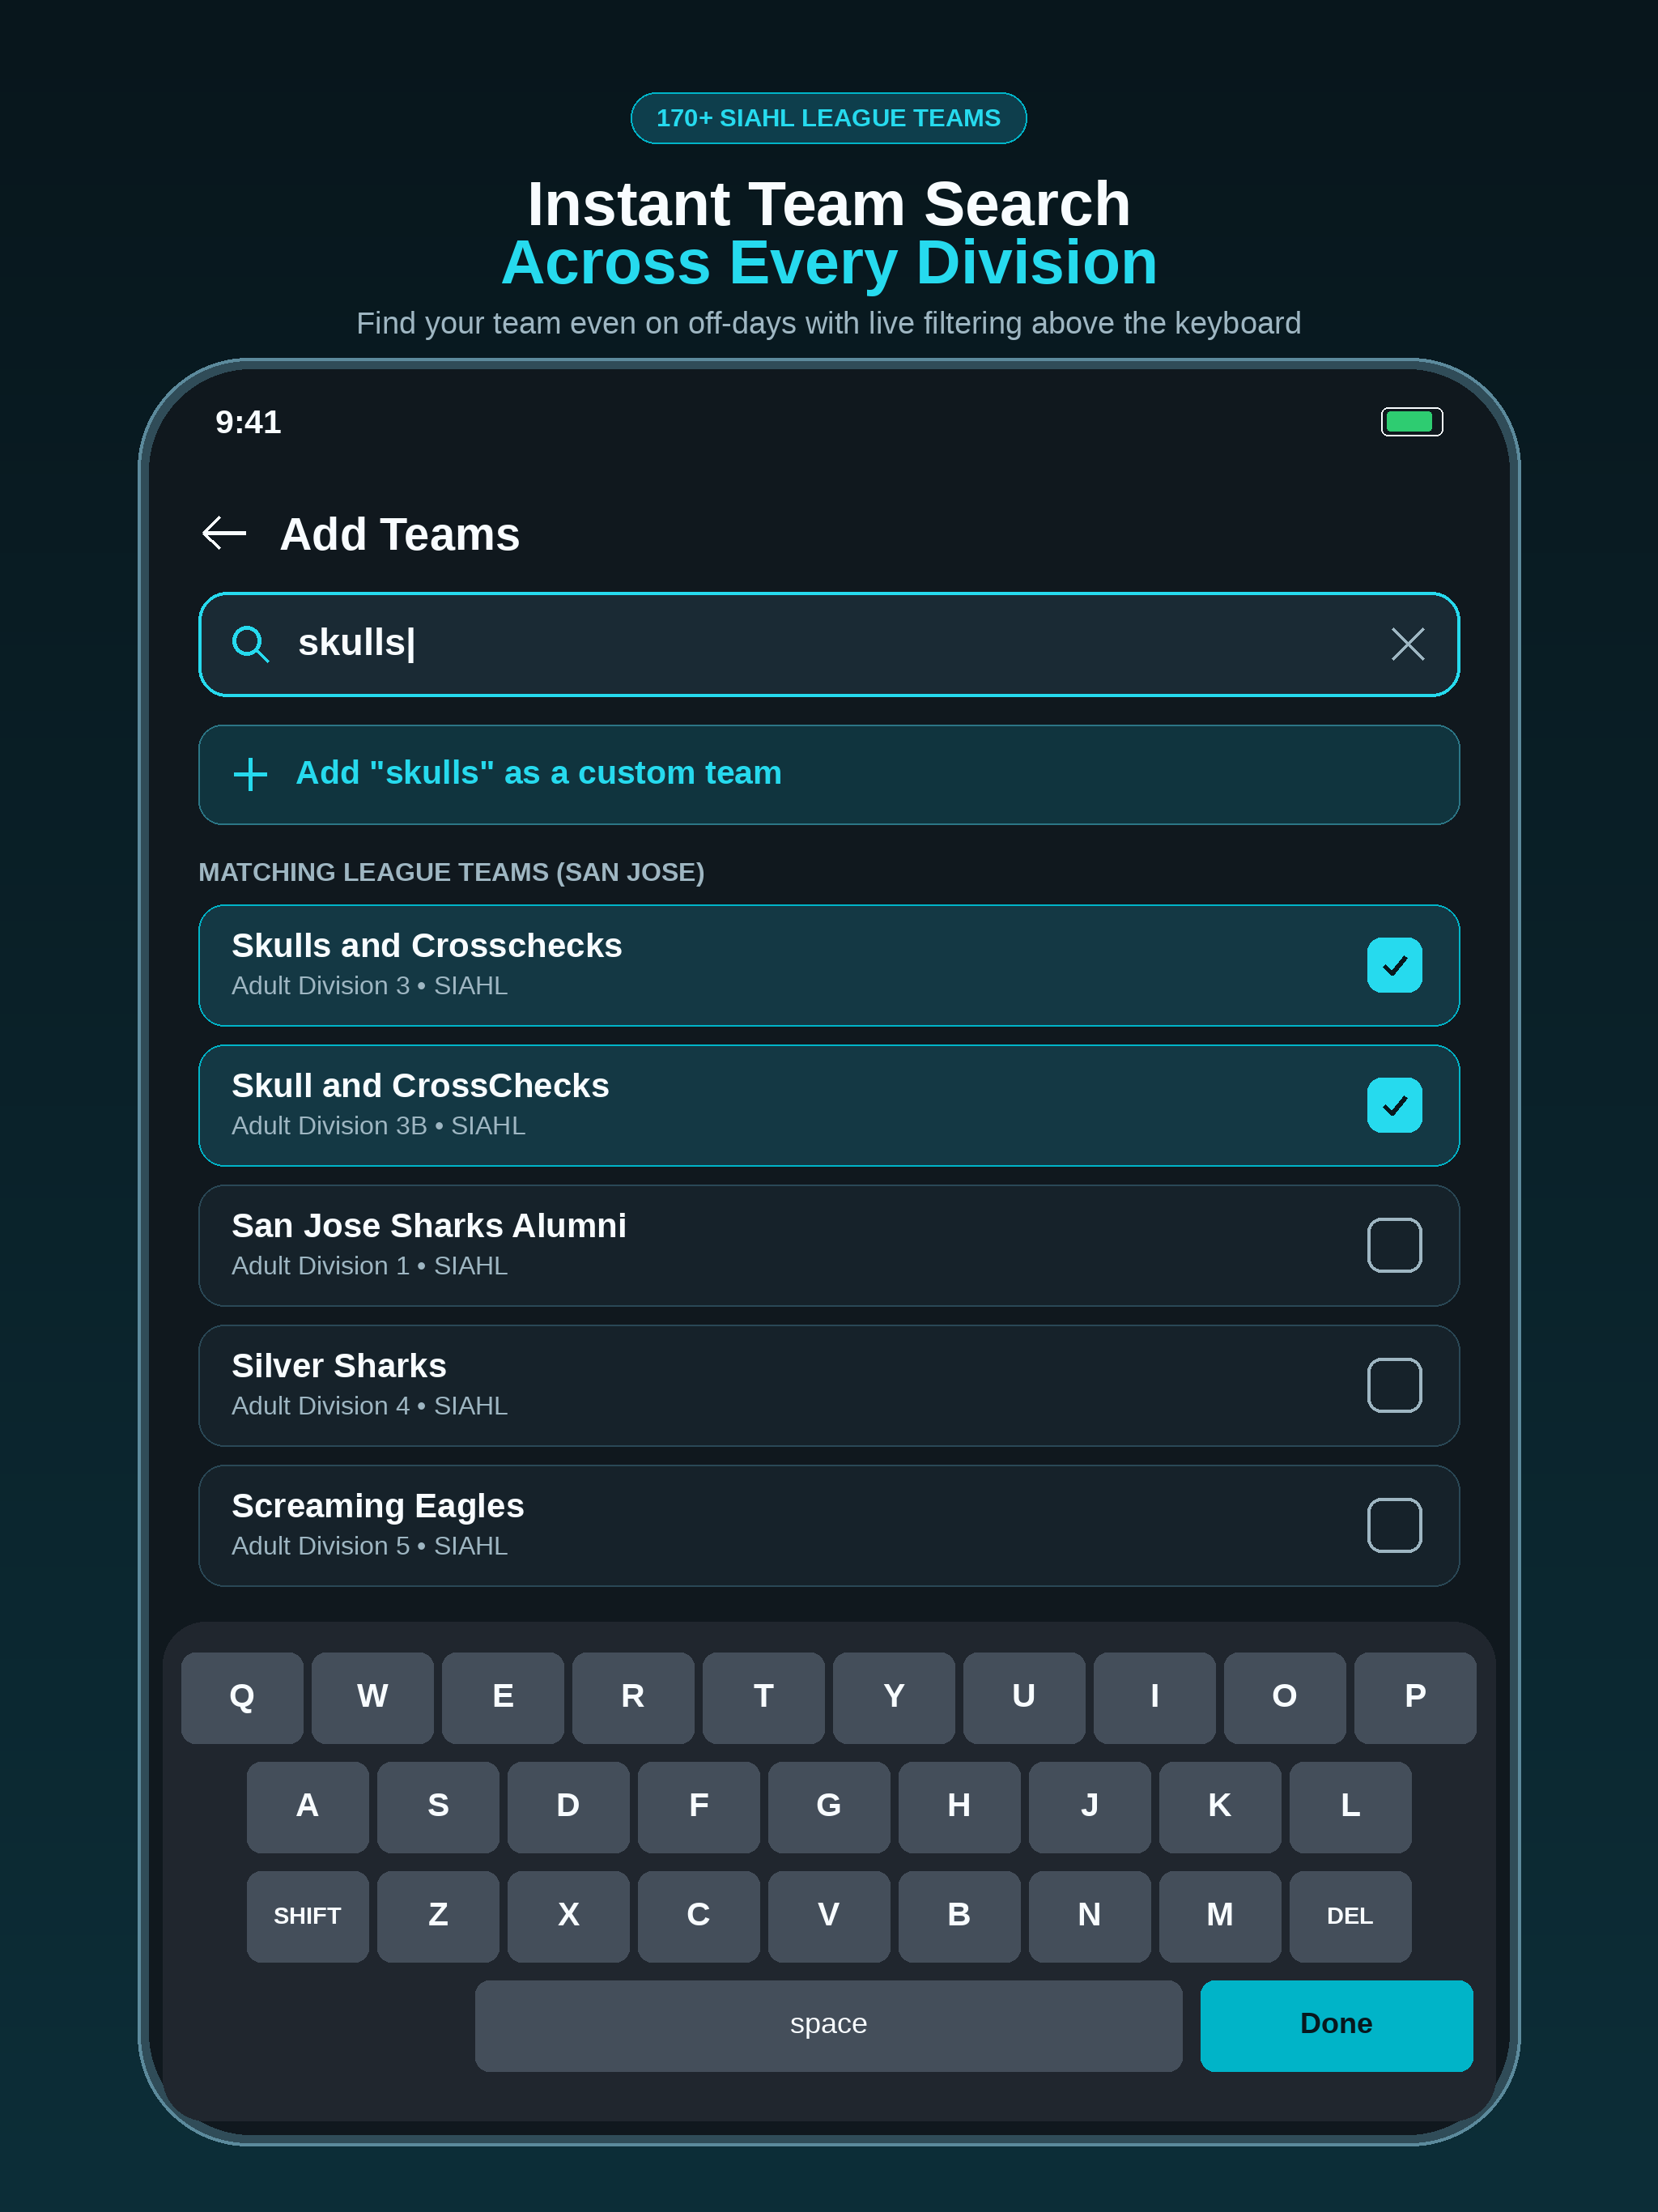 170+ SIAHL LEAGUE TEAMS
Instant Team Search
Across Every Division
Find your team even on off-days with live filtering above the keyboard
9:41
Add Teams
skulls|
Add "skulls" as a custom team
MATCHING LEAGUE TEAMS (SAN JOSE)
Skulls and Crosschecks
Adult Division 3 • SIAHL
Skull and CrossChecks
Adult Division 3B • SIAHL
San Jose Sharks Alumni
Adult Division 1 • SIAHL
Silver Sharks
Adult Division 4 • SIAHL
Screaming Eagles
Adult Division 5 • SIAHL
Q W E R T Y U I O P
A S D F G H J K L
SHIFT Z X C V B N M DEL
space Done